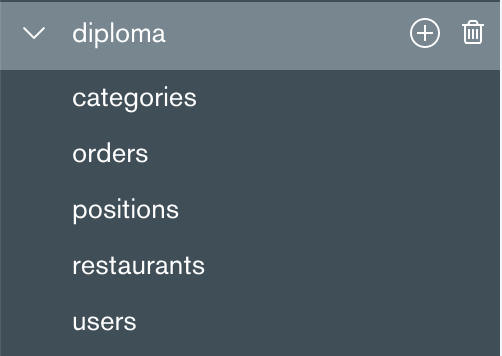 diploma
categories
orders
positions
restaurants
users